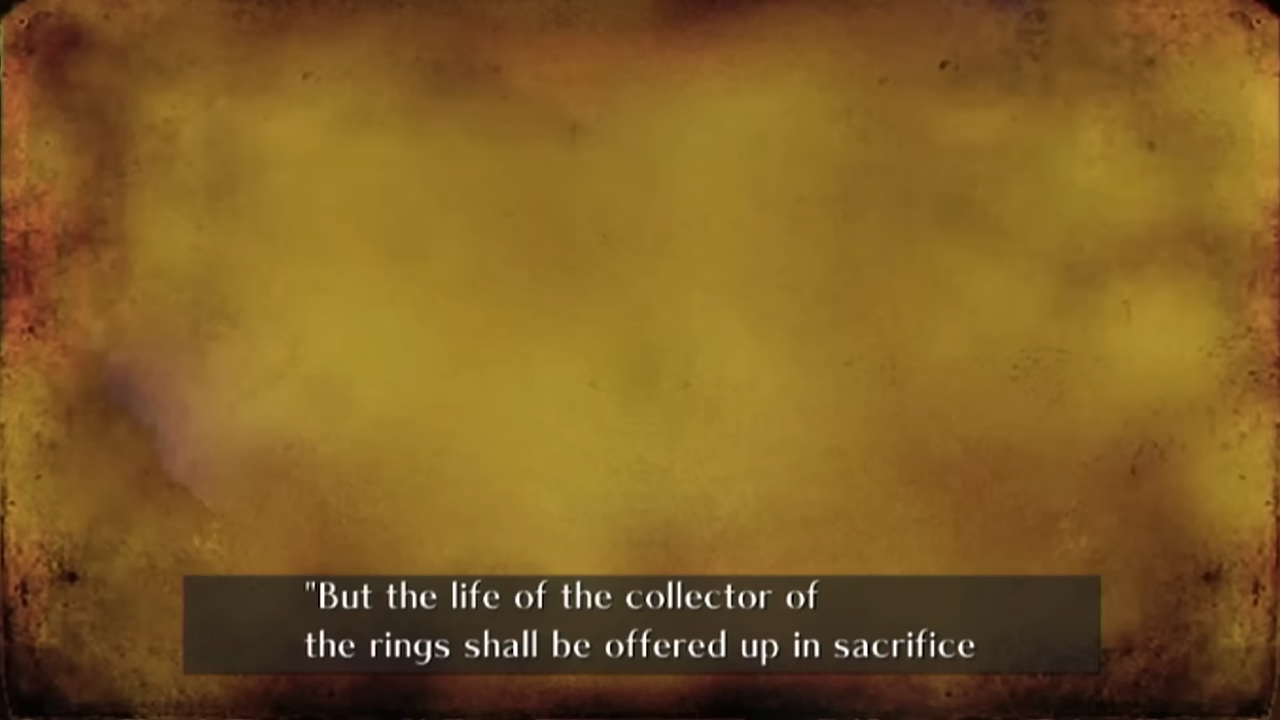 "But the life of the collector of
the rings shall be offered up in sacrifice